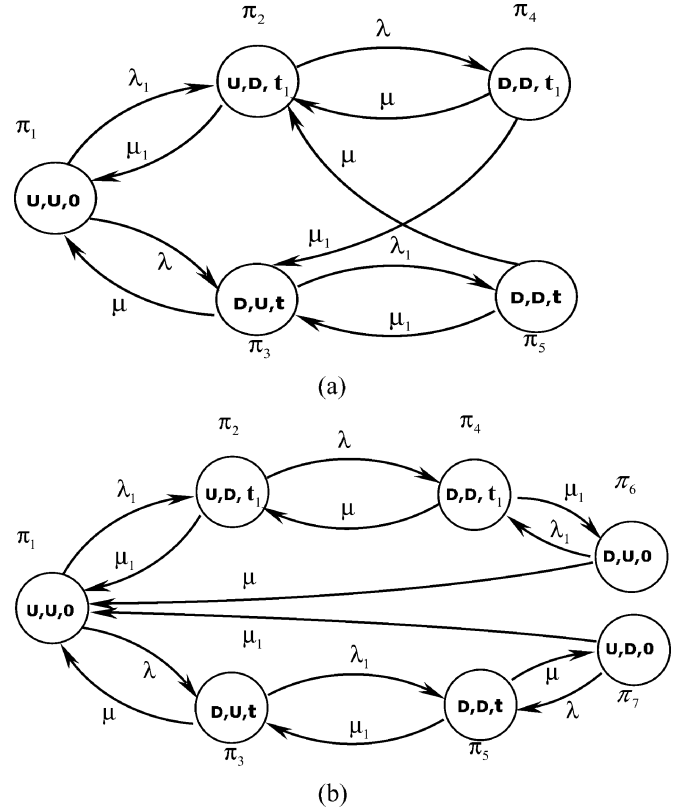 π₂
π₄
λ
U,D, t₁
D,D, t₁
λ₁
μ
π₁
μ₁
μ
U,U,0
μ₁
λ₁
λ
D,U,t
D,D,t
μ
μ₁
π₃
π₅
(a)
π₂
π₄
λ
π₆
λ₁
U,D, t₁
D,D, t₁
μ₁
μ
λ₁
π₁
μ₁
D,U,0
μ
U,U,0
μ₁
U,D,0
λ
λ₁
μ
π₇
μ
D,U,t
D,D,t
λ
μ₁
π₃
π₅
(b)